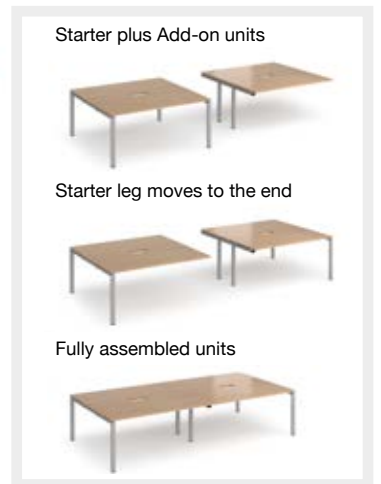 Starter plus Add-on units
Starter leg moves to the end
Fully assembled units